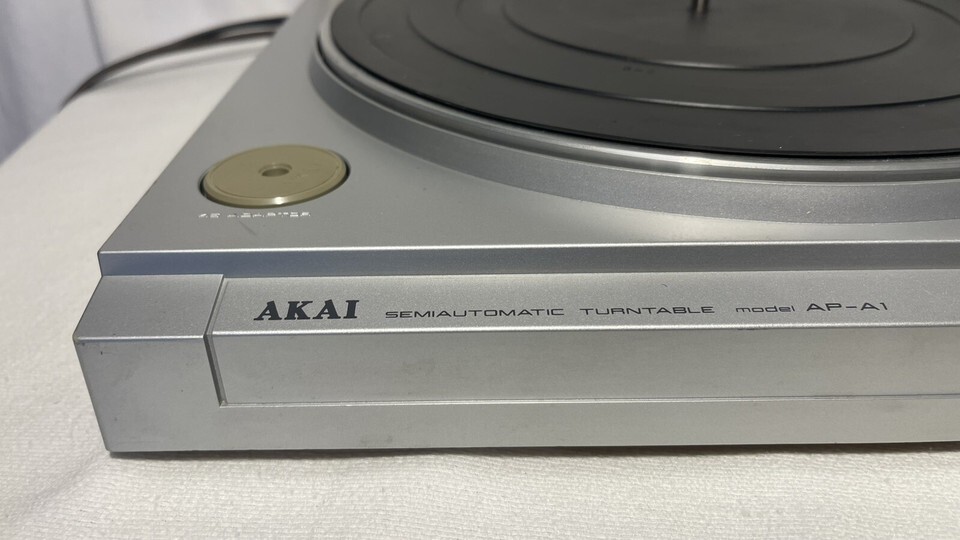 AKAI SEMIAUTOMATIC TURNTABLE model AP-A1